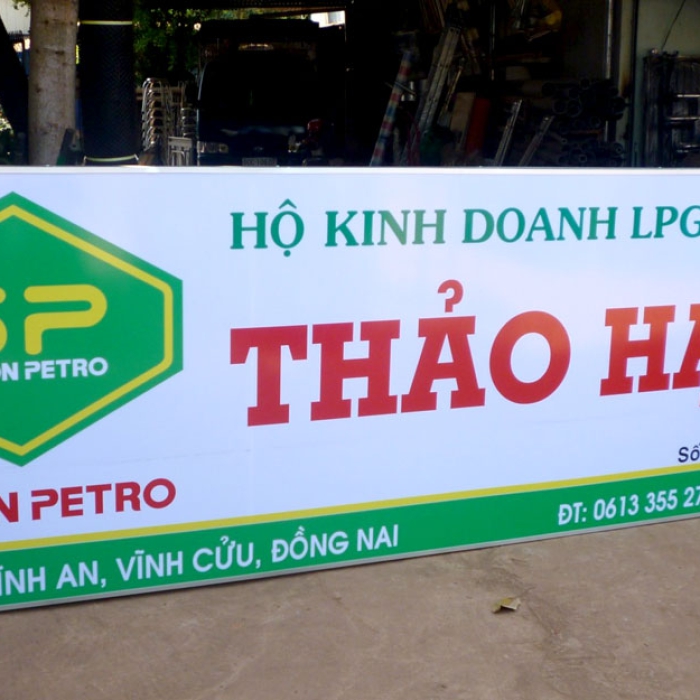 HỘ KINH DOANH LPG
SP
ON PETRO
THẢO
Số
N PETRO
ĐT: 0613 355 27
ĨNH AN, VĨNH CỬU, ĐỒNG NAI